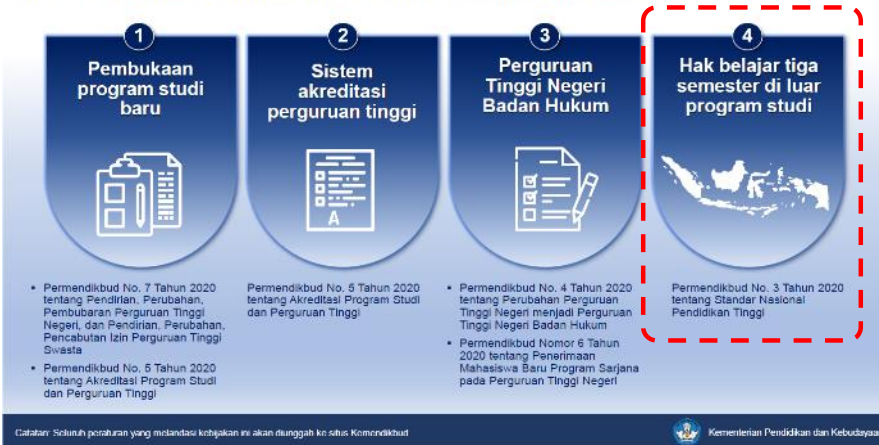 1
Pembukaan
program studi
baru
Permendikbud No. 7 Tahun 2020
tentang Pendirian, Perubahan,
Pembubaran Perguruan Tinggi
Negeri, dan Pendirian, Perubahan,
Pencabutan Izin Perguruan Tinggi
Swasta
Permendikbud No. 5 Tahun 2020
tentang Akreditasi Program Studi
dan Perguruan Tinggi
2
Sistem
akreditasi
perguruan tinggi
A
Permendikbud No. 5 Tahun 2020
tentang Akreditasi Program Studi
dan Perguruan Tinggi
3
Perguruan
Tinggi Negeri
Badan Hukum
Permendikbud No. 4 Tahun 2020
tentang Perubahan Perguruan
Tinggi Negeri menjadi Perguruan
Tinggi Negeri Badan Hukum
Permendikbud Nomor 6 Tahun
2020 tentang Penerimaan
Mahasiswa Baru Program Sarjana
pada Perguruan Tinggi Negeri
4
Hak belajar tiga
semester di luar
program studi
Permendikbud No. 3 Tahun 2020
tentang Standar Nasional
Pendidikan Tinggi
Catatan: Seluruh peraturan yang melandasi kebijakan ini akan diunggah ke situs Kemendikbud
Kementerian Pendidikan dan Kebudayaan